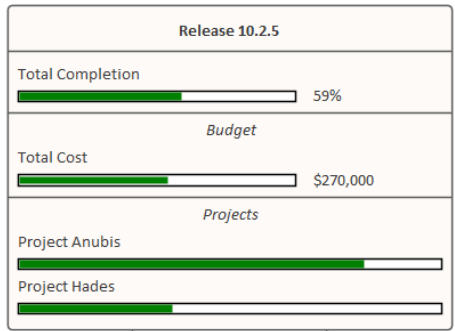 Release 10.2.5
Total Completion
59%
Budget
Total Cost
$270,000
Projects
Project Anubis
Project Hades